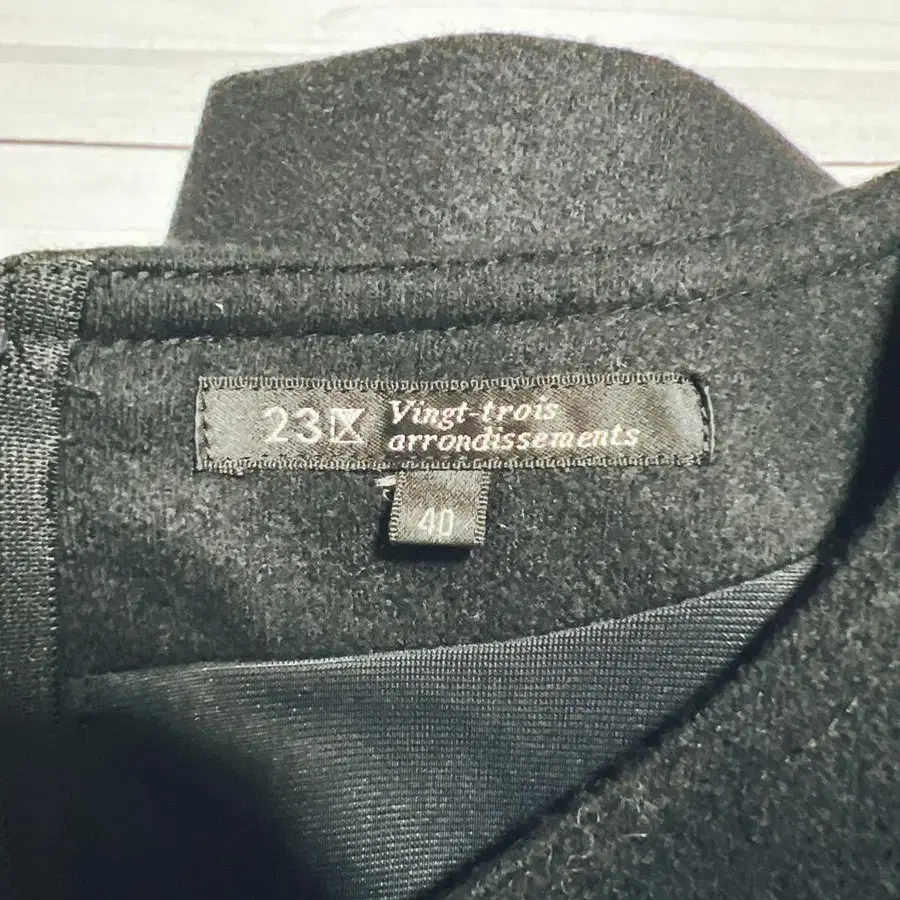 23区 Vingt-trois
arrondissements
40